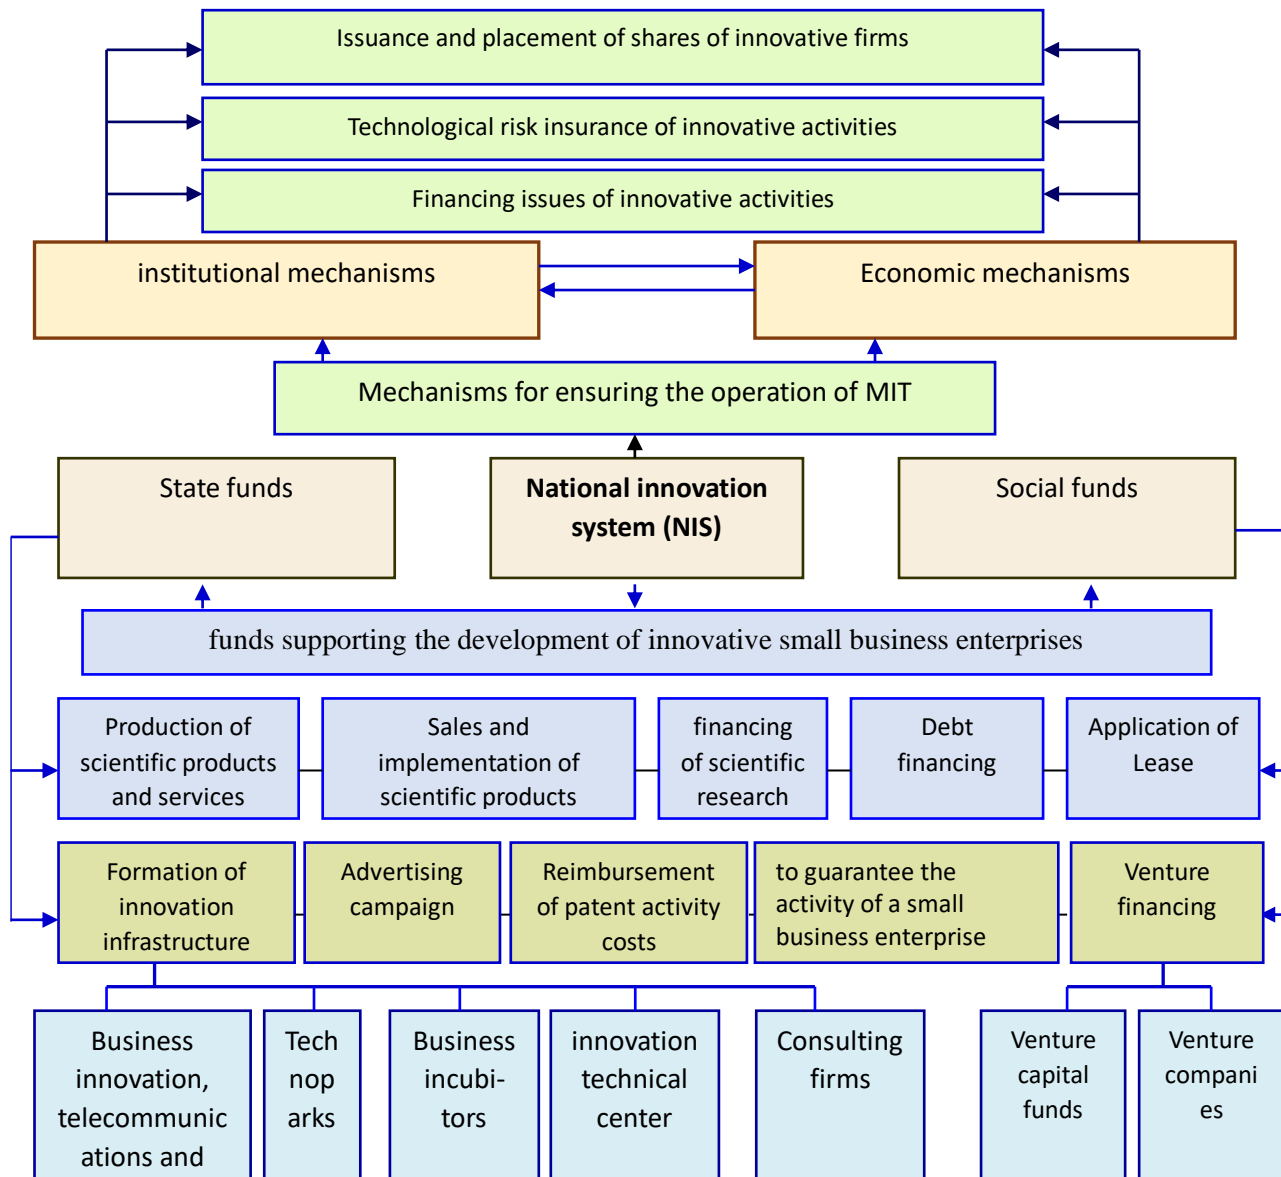 Issuance and placement of shares of innovative firms
Technological risk insurance of innovative activities
Financing issues of innovative activities
institutional mechanisms
Economic mechanisms
Mechanisms for ensuring the operation of MIT
State funds
National innovation
system (NIS)
Social funds
funds supporting the development of innovative small business enterprises
Production of
scientific products
and services
Sales and
implementation of
scientific products
financing
of scientific
research
Debt
financing
Application of
Lease
Formation of
innovation
infrastructure
Advertising
campaign
Reimbursement
of patent activity
costs
to guarantee the
activity of a small
business enterprise
Venture
financing
Business
innovation,
telecommunic
ations and
Tech
nop
arks
Business
incubi-
tors
innovation
technical
center
Consulting
firms
Venture
capital
funds
Venture
compani
es